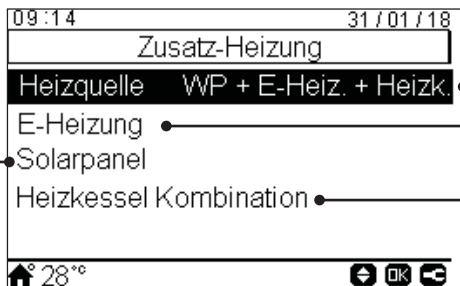 09:14 31/01/18
Zusatz-Heizung
Heizquelle WP + E-Heiz. + Heizk.
E-Heizung
Solarpanel
Heizkessel Kombination
28°C
OK